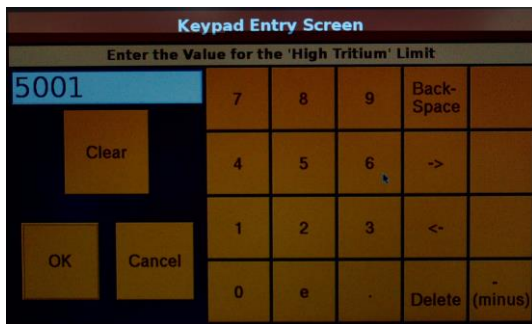 Keypad Entry Screen
Enter the Value for the 'High Tritium' Limit
5001
Clear
OK
Cancel
7 8 9 Back-
Space
4 5 6 ->
1 2 3 <-
0 e . Delete -
(minus)